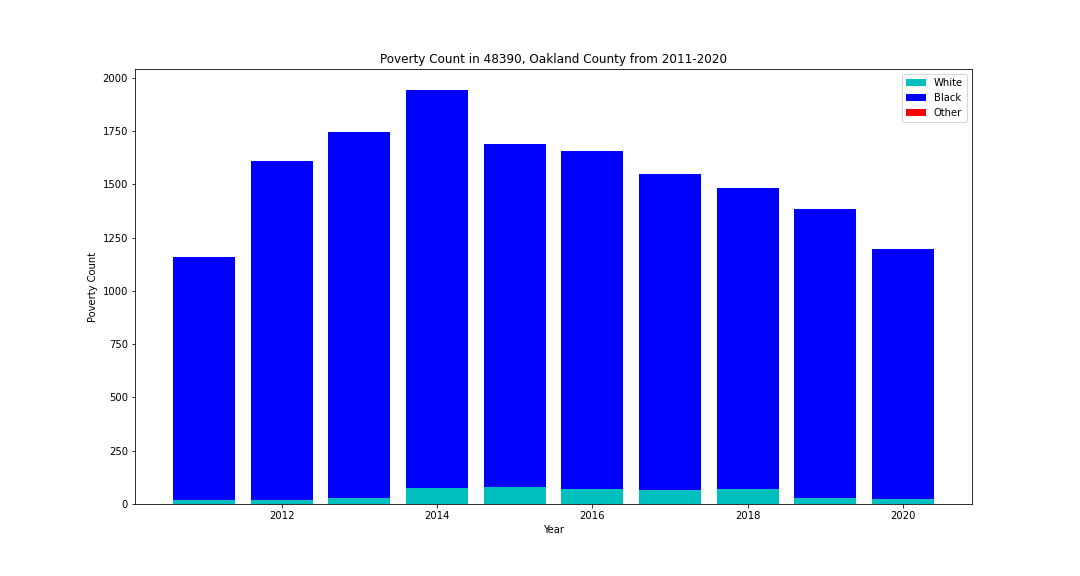 Poverty Count in 48390, Oakland County from 2011-2020
White
Black
Other
2000
1750
1500
1250
1000
750
500
250
0
Poverty Count
2012 2014 2016 2018 2020
Year